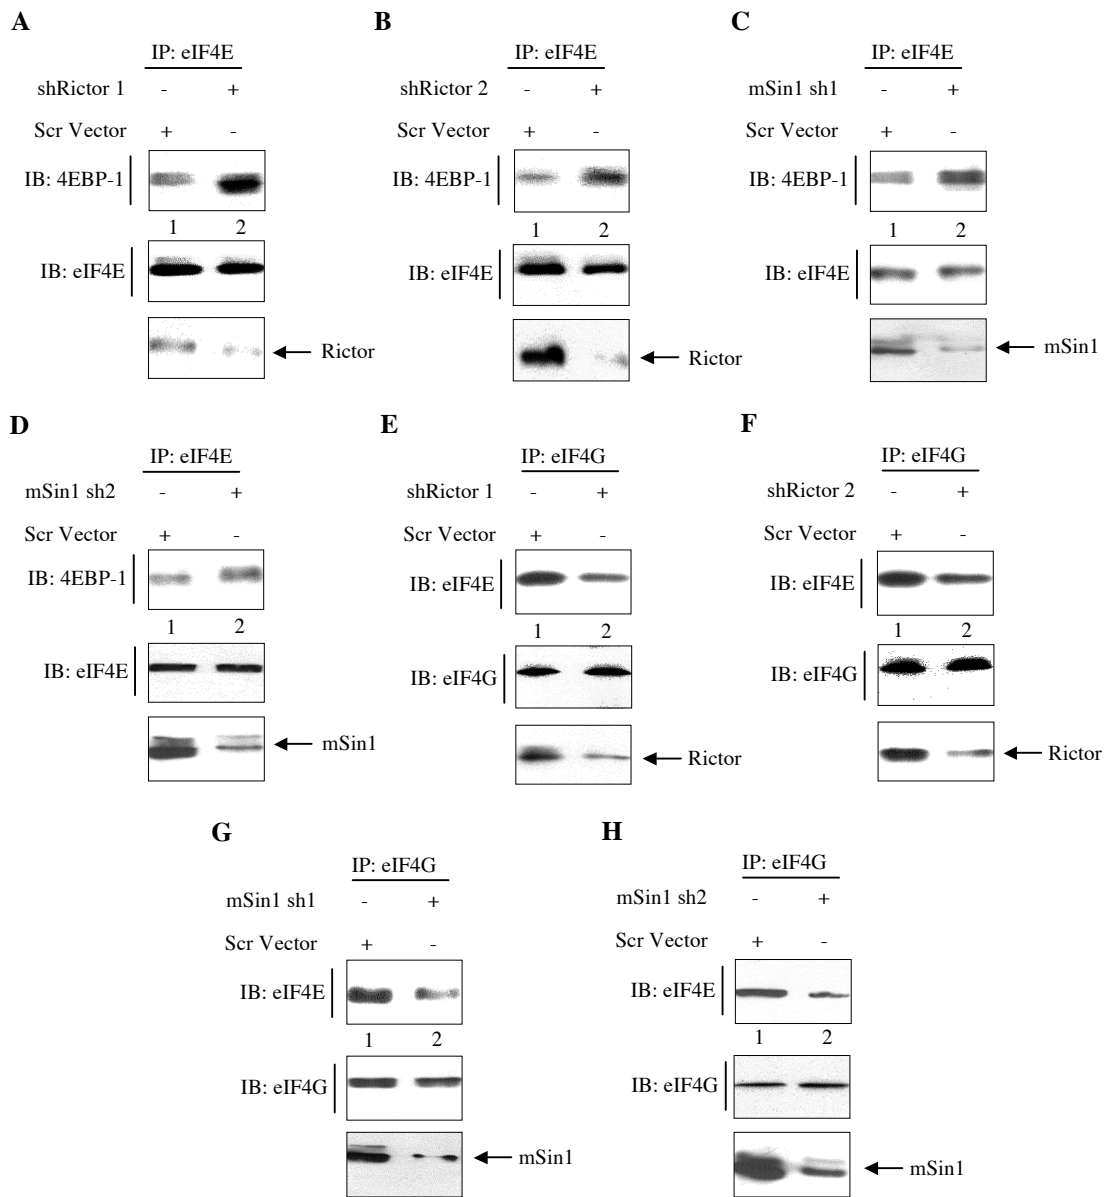 A
IP: eIF4E
shRictor 1 - +
Scr Vector + -
IB: 4EBP-1
1 2
IB: eIF4E
Rictor
B
IP: eIF4E
shRictor 2 - +
Scr Vector + -
IB: 4EBP-1
1 2
IB: eIF4E
Rictor
C
IP: eIF4E
mSin1 sh1 - +
Scr Vector + -
IB: 4EBP-1
1 2
IB: eIF4E
mSin1
D
IP: eIF4E
mSin1 sh2 - +
Scr Vector + -
IB: 4EBP-1
1 2
IB: eIF4E
mSin1
E
IP: eIF4G
shRictor 1 - +
Scr Vector + -
IB: eIF4E
1 2
IB: eIF4G
Rictor
F
IP: eIF4G
shRictor 2 - +
Scr Vector + -
IB: eIF4E
1 2
IB: eIF4G
Rictor
G
IP: eIF4G
mSin1 sh1 - +
Scr Vector + -
IB: eIF4E
1 2
IB: eIF4G
mSin1
H
IP: eIF4G
mSin1 sh2 - +
Scr Vector + -
IB: eIF4E
1 2
IB: eIF4G
mSin1